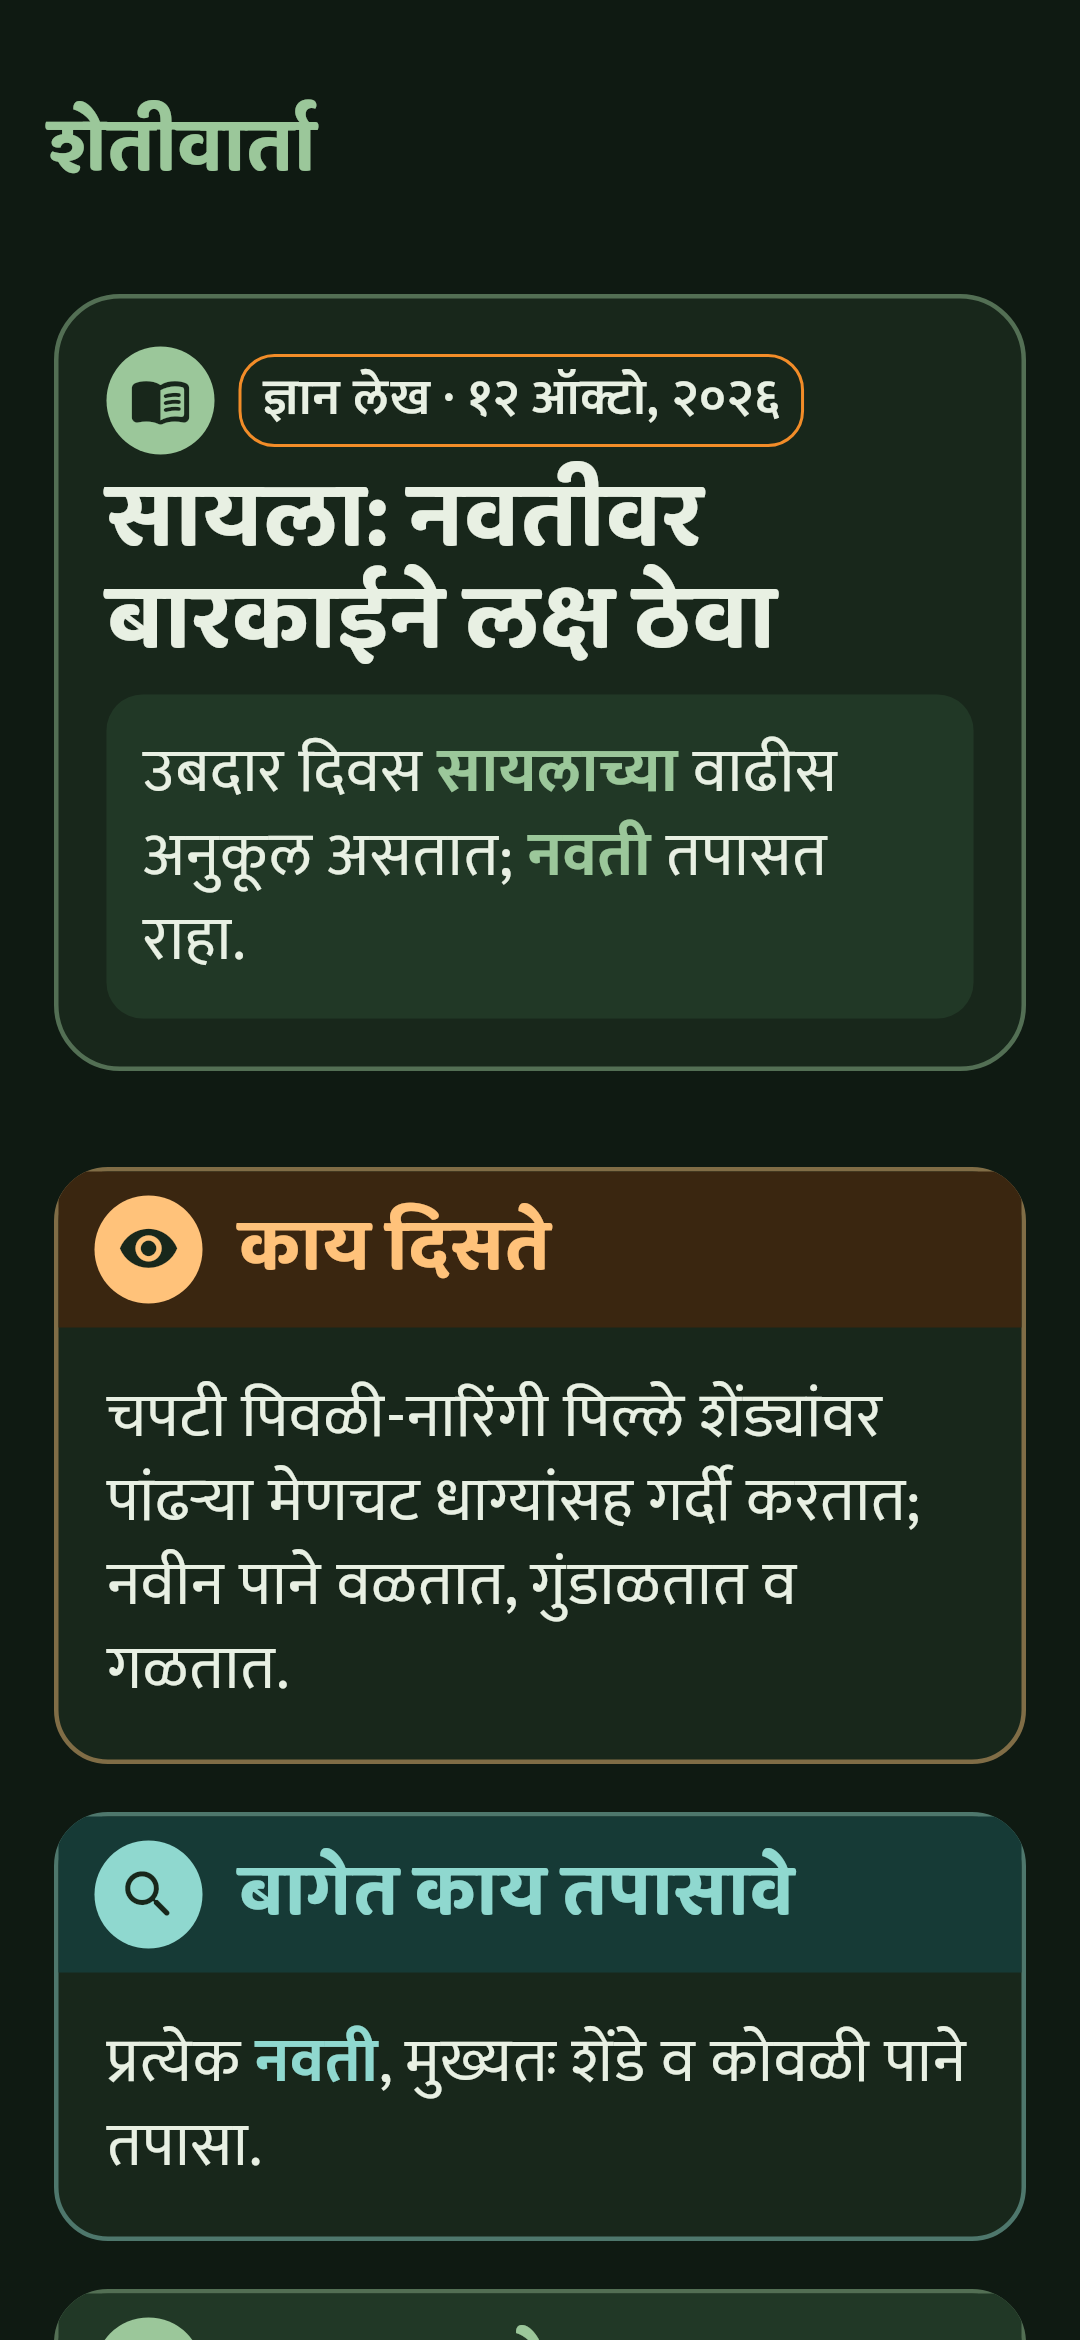 शेतीवार्ता
ज्ञान लेख · १२ ऑक्टो, २०२६
सायला: नवतीवर
बारकाईने लक्ष ठेवा
उबदार दिवस सायलाच्या वाढीस
अनुकूल असतात; नवती तपासत
राहा.
काय दिसते
चपटी पिवळी-नारिंगी पिल्ले शेंड्यांवर
पांढऱ्या मेणचट धाग्यांसह गर्दी करतात;
नवीन पाने वळतात, गुंडाळतात व
गळतात.
बागेत काय तपासावे
प्रत्येक नवती, मुख्यतः शेंडे व कोवळी पाने
तपासा.